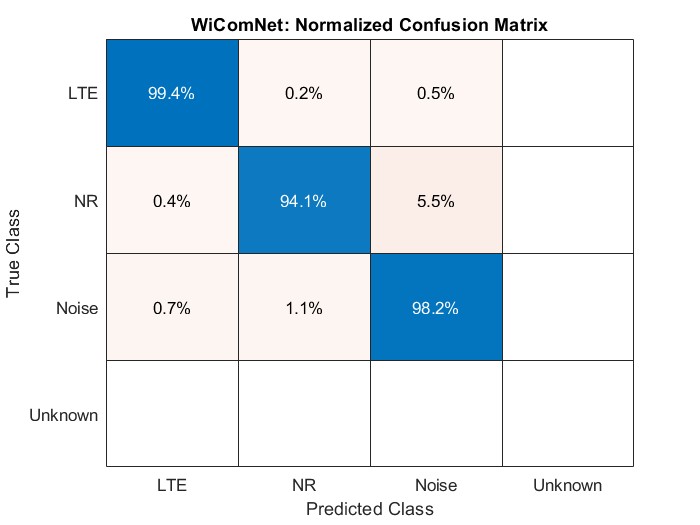 WiComNet: Normalized Confusion Matrix
LTE 99.4% 0.2% 0.5%
NR 0.4% 94.1% 5.5%
Noise 0.7% 1.1% 98.2%
Unknown
True Class
LTE NR Noise Unknown
Predicted Class